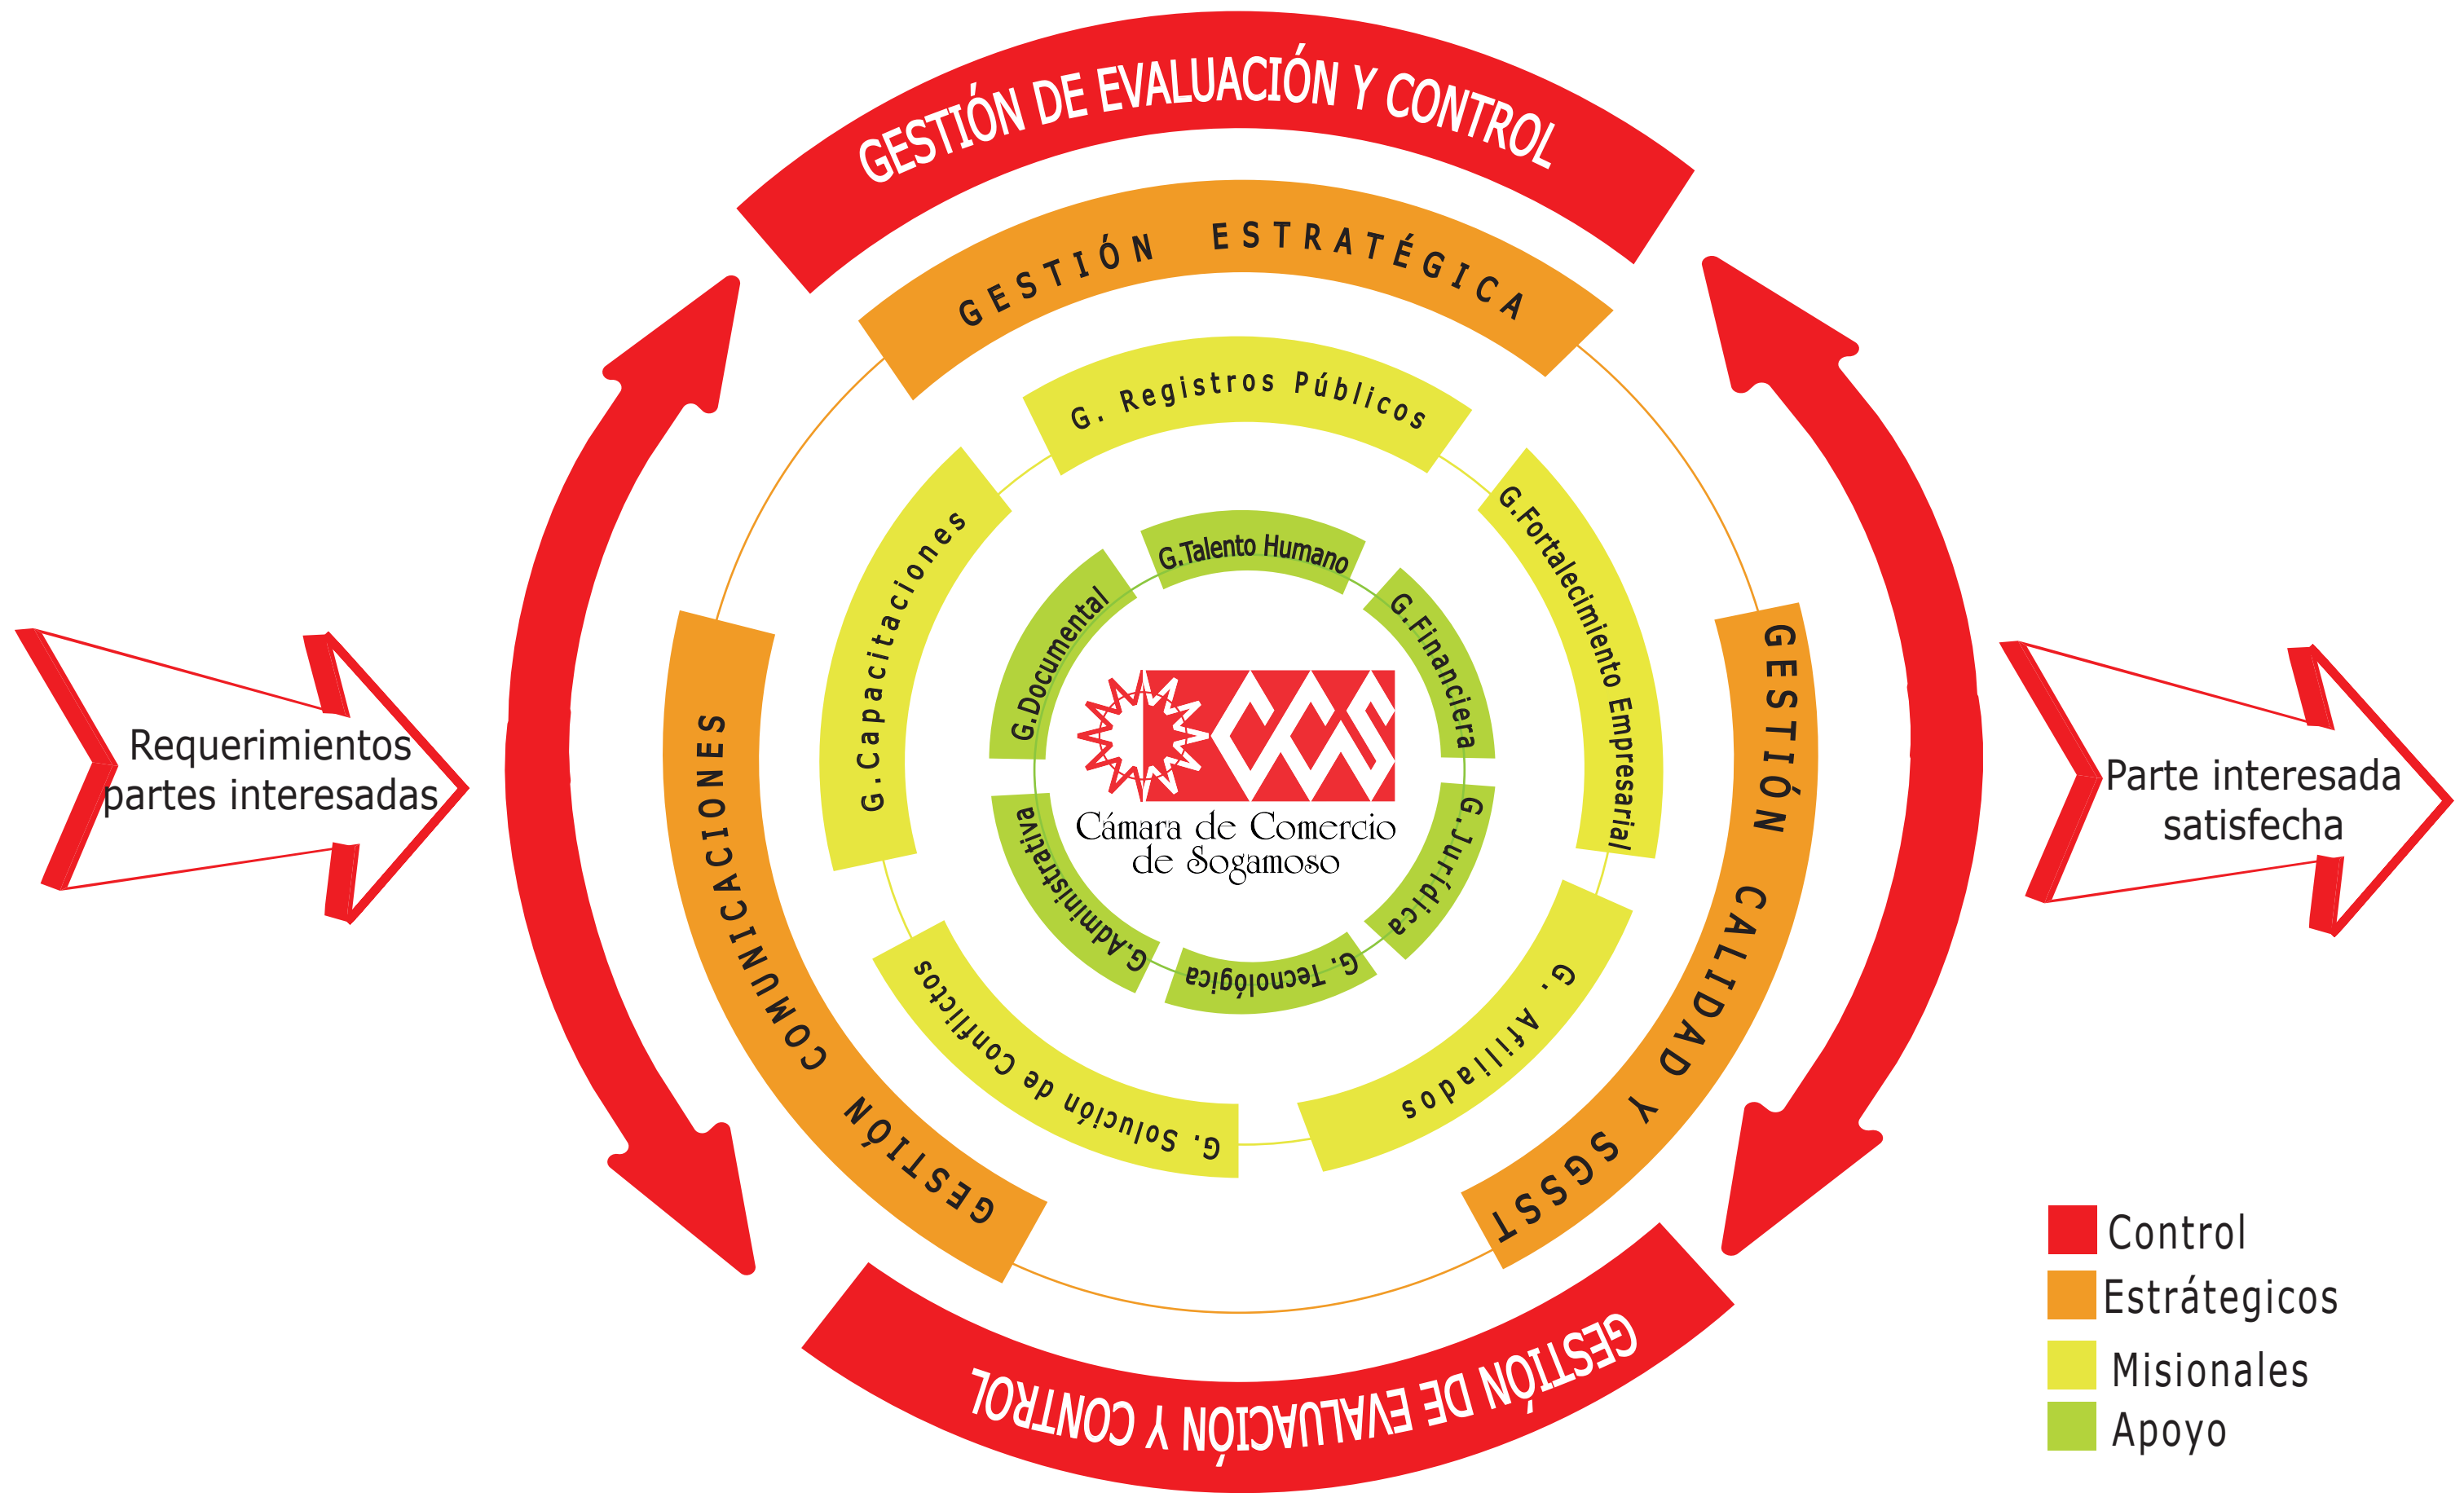 GESTIÓN DE EVALUACIÓN Y CONTROL
GESTIÓN ESTRATÉGICA
G. Registros Públicos
G.Capacitaciones
G.Fortalecimiento Empresarial
G.Talento Humano
G.Documental
G.Financiera
Requerimientos
partes interesadas
GESTIÓN COMUNICACIONES
Cámara de Comercio
de Sogamoso
GESTIÓN CALIDAD Y SGSST
Parte interesada
satisfecha
G.Administrativa
G.Jurídica
G. Tecnológica
G. Solución de Conflictos
G. Afiliados
GESTIÓN DE EVALUACIÓN Y CONTROL
Control
Estrátegicos
Misionales
Apoyo